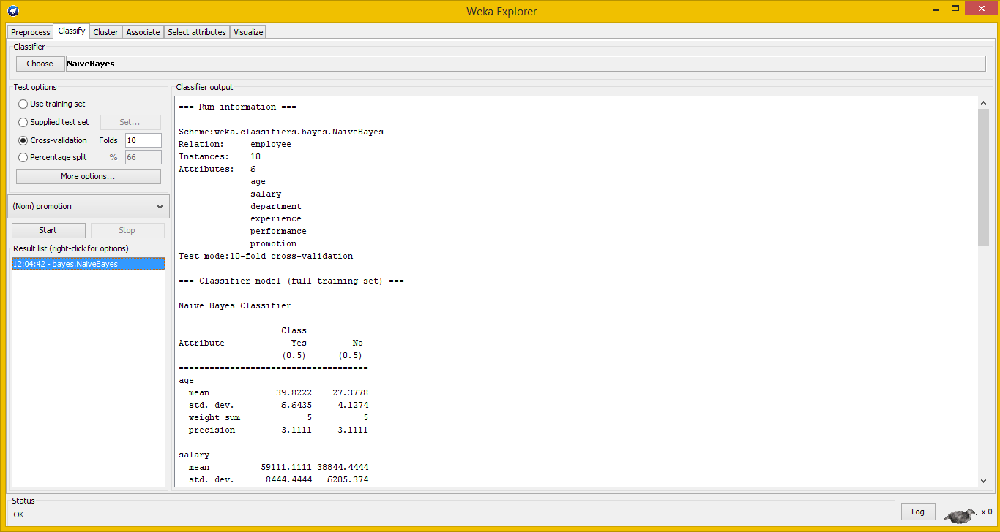 Weka Explorer
Preprocess Classify Cluster Associate Select attributes Visualize
Classifier
Choose NaiveBayes
Test options
Use training set
Supplied test set Set...
Cross-validation Folds 10
Percentage split % 66
More options...
(Nom) promotion
Start Stop
Result list (right-click for options)
12:04:42 - bayes.NaiveBayes
Classifier output
=== Run information ===
Scheme:weka.classifiers.bayes.NaiveBayes
Relation: employee
Instances: 10
Attributes: 6
age
salary
department
experience
performance
promotion
Test mode:10-fold cross-validation
=== Classifier model (full training set) ===
Naive Bayes Classifier
Class
Attribute Yes No
(0.5) (0.5)
=====================================
age
mean 39.8222 27.3778
std. dev. 6.6435 4.1274
weight sum 5 5
precision 3.1111 3.1111
salary
mean 59111.1111 38844.4444
std. dev. 8444.4444 6205.374
Status
OK
Log x 0